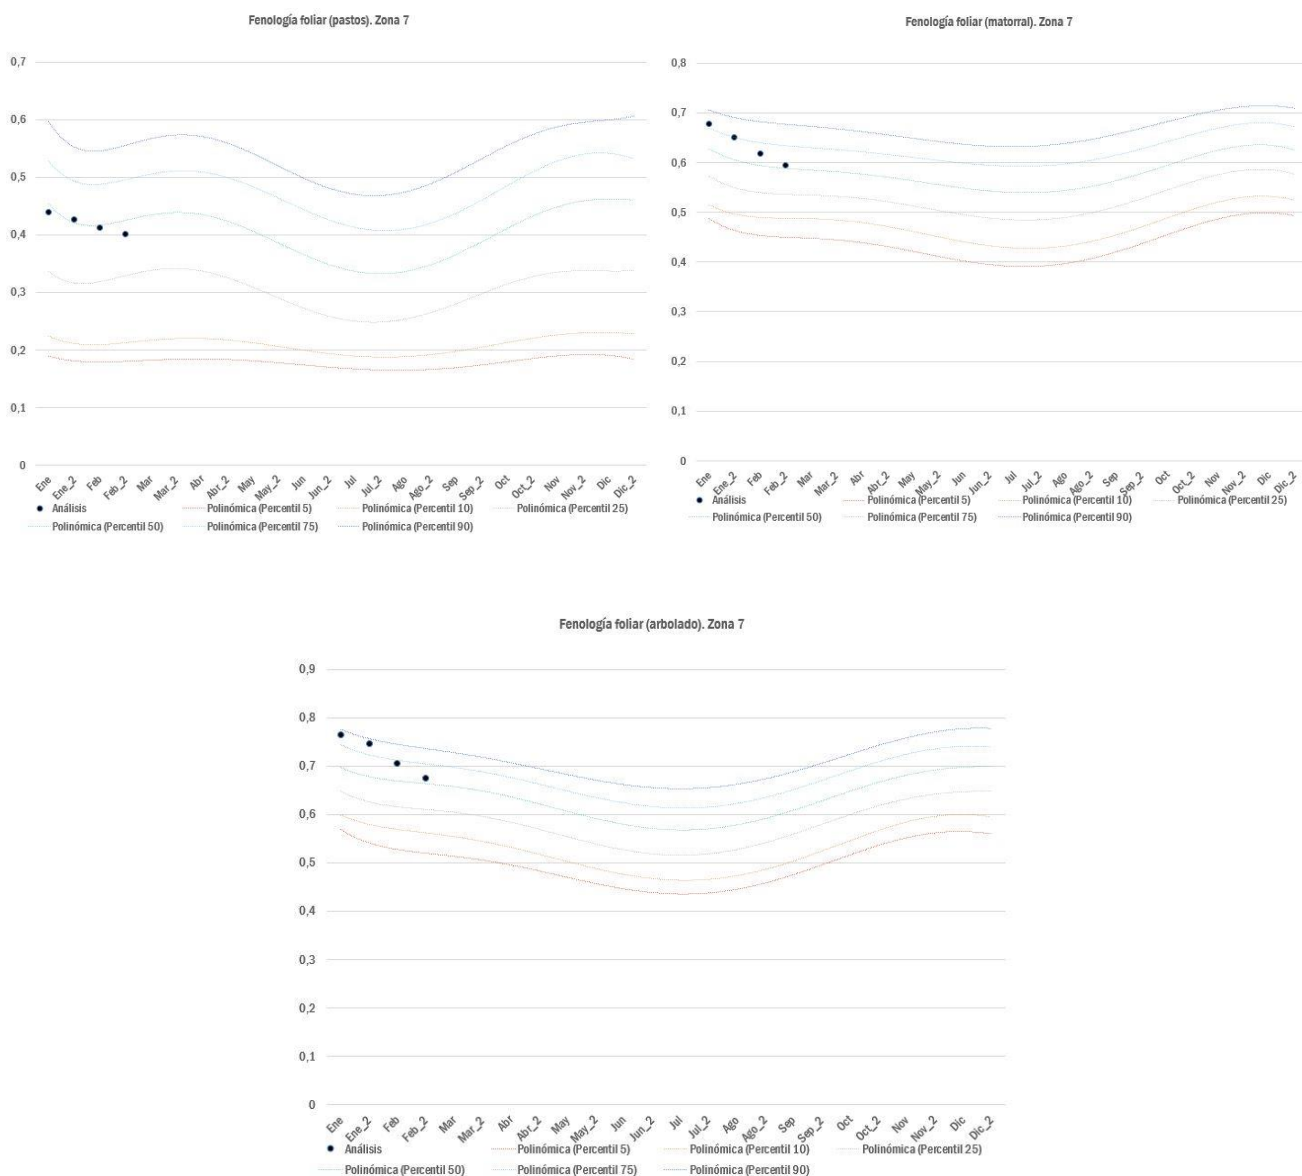 Fenología foliar (pastos). Zona 7
0,7
0,6
0,5
0,4
0,3
0,2
0,1
0
Ene Ene_2 Feb Feb_2 Mar Mar_2 Abr Abr_2 May May_2 Jun Jun_2 Jul Jul_2 Ago Ago_2 Sep Sep_2 Oct Oct_2 Nov Nov_2 Dic Dic_2
Análisis Polinómica (Percentil 5) Polinómica (Percentil 10) Polinómica (Percentil 25)
Polinómica (Percentil 50) Polinómica (Percentil 75) Polinómica (Percentil 90)
Fenología foliar (matorral). Zona 7
0,8
0,7
0,6
0,5
0,4
0,3
0,2
0,1
0
Ene Ene_2 Feb Feb_2 Mar Mar_2 Abr Abr_2 May May_2 Jun Jun_2 Jul Jul_2 Ago Ago_2 Sep Sep_2 Oct Oct_2 Nov Nov_2 Dic Dic_2
Análisis Polinómica (Percentil 5) Polinómica (Percentil 10) Polinómica (Percentil 25)
Polinómica (Percentil 50) Polinómica (Percentil 75) Polinómica (Percentil 90)
Fenología foliar (arbolado). Zona 7
0,9
0,8
0,7
0,6
0,5
0,4
0,3
0,2
0,1
0
Ene Ene_2 Feb Feb_2 Mar Mar_2 Abr Abr_2 May May_2 Jun Jun_2 Jul Jul_2 Ago Ago_2 Sep Sep_2 Oct Oct_2 Nov Nov_2 Dic Dic_2
Análisis Polinómica (Percentil 5) Polinómica (Percentil 10) Polinómica (Percentil 25)
Polinómica (Percentil 50) Polinómica (Percentil 75) Polinómica (Percentil 90)